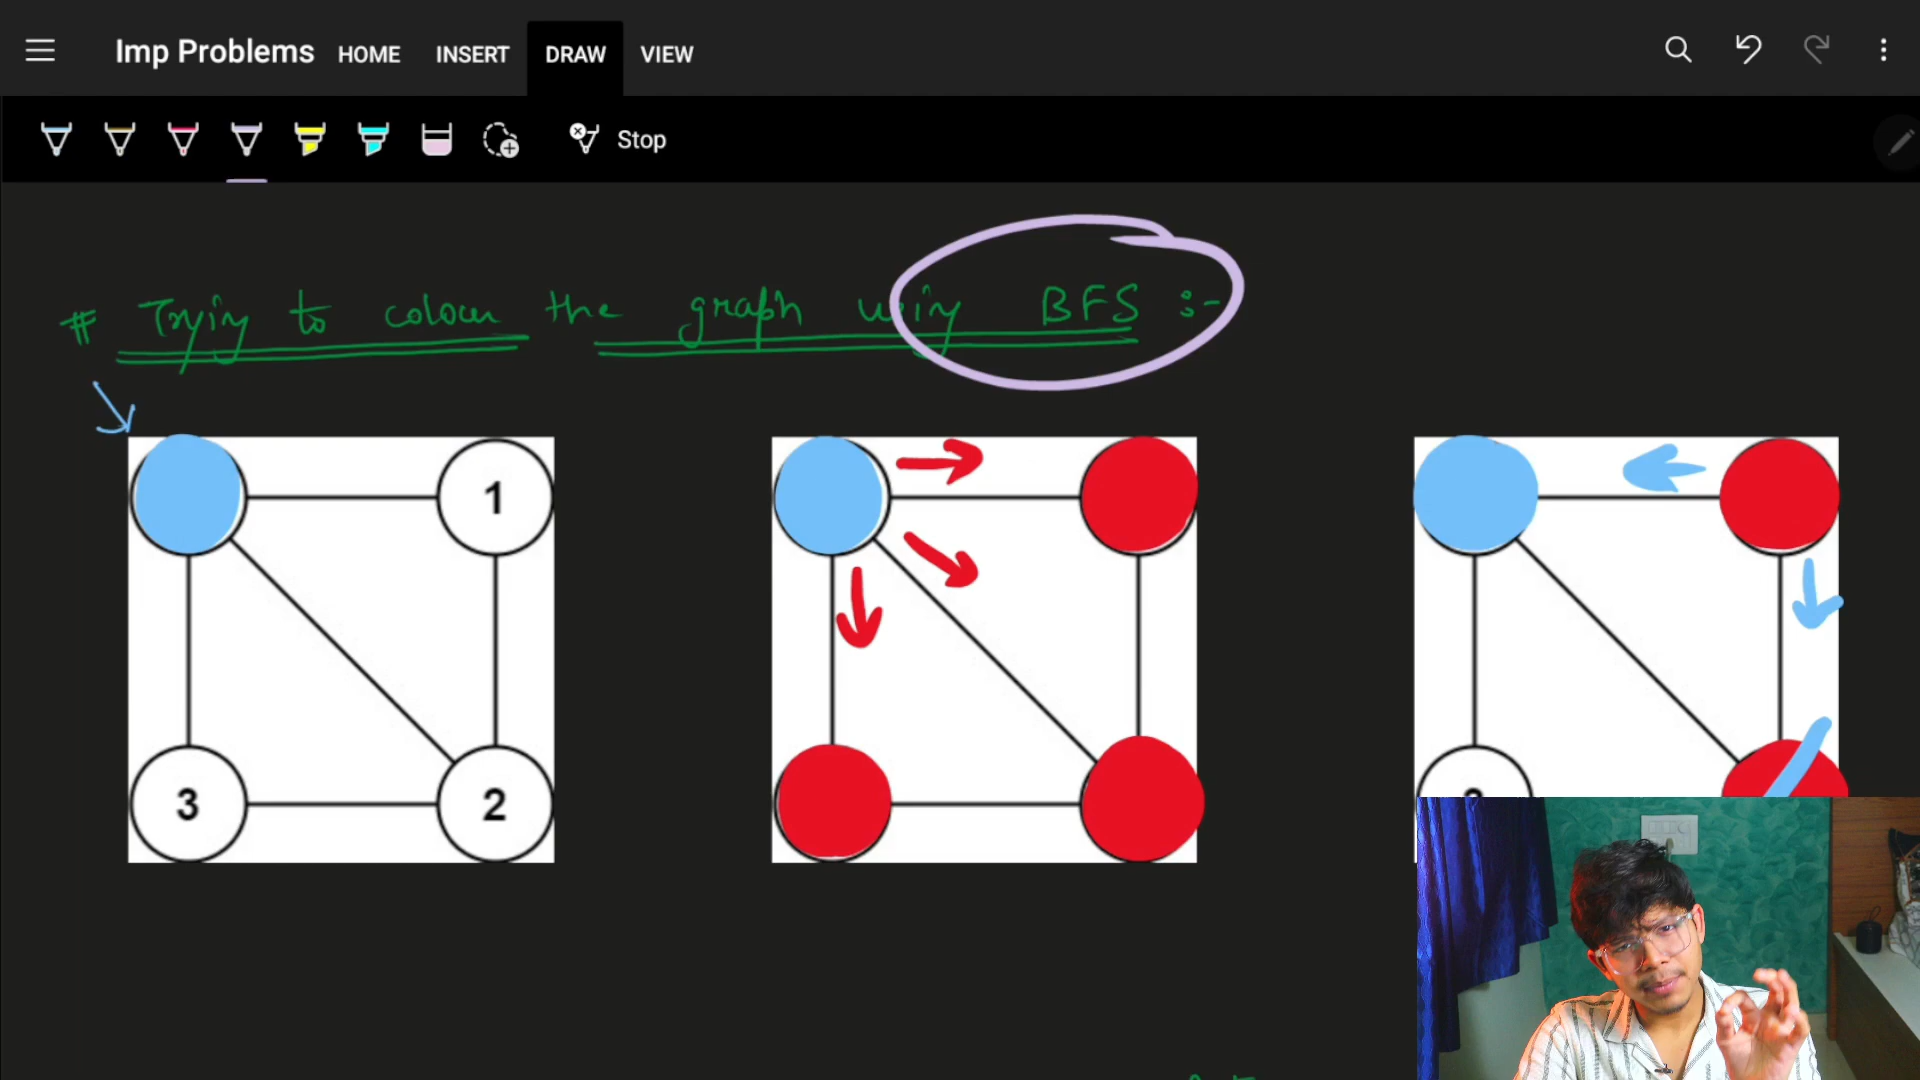 Imp Problems HOME INSERT DRAW VIEW
Stop
# Trying to colour the graph using BFS :-
1
3 2